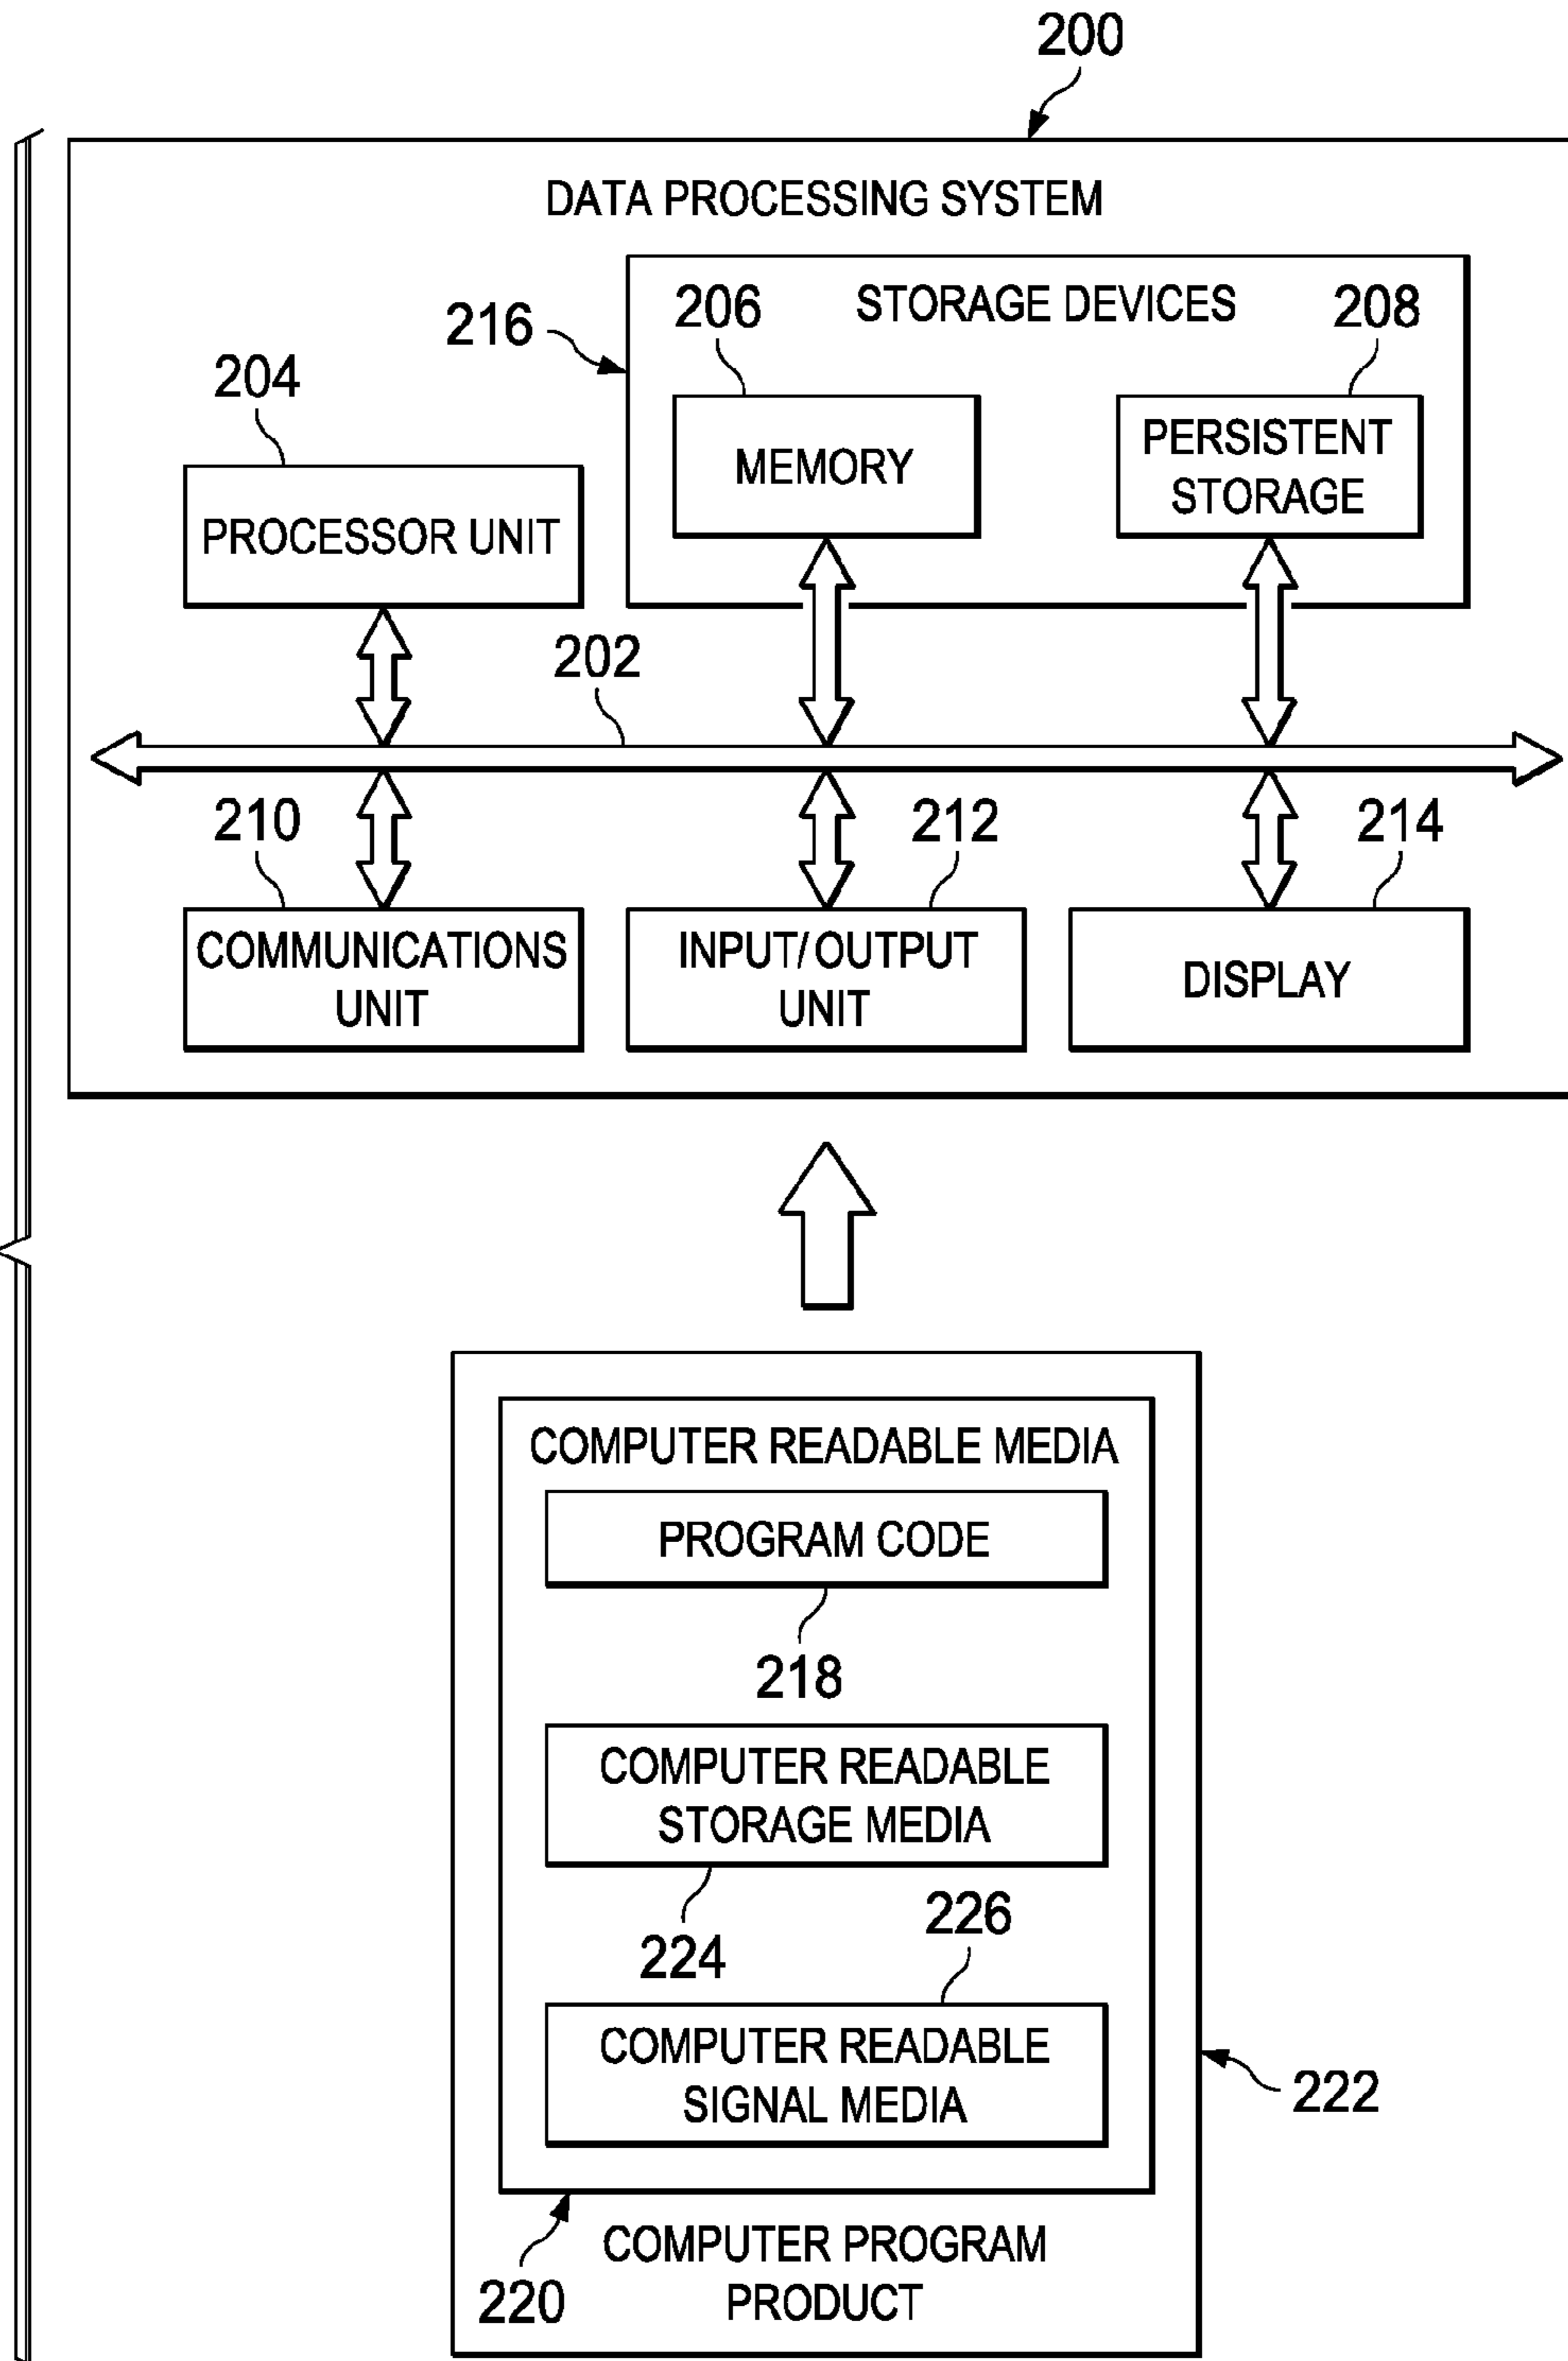 200
DATA PROCESSING SYSTEM
216
206
STORAGE DEVICES
208
204
MEMORY
PERSISTENT
STORAGE
PROCESSOR UNIT
202
210
212
214
COMMUNICATIONS
UNIT
INPUT/OUTPUT
UNIT
DISPLAY
COMPUTER READABLE MEDIA
PROGRAM CODE
218
COMPUTER READABLE
STORAGE MEDIA
224
226
COMPUTER READABLE
SIGNAL MEDIA
222
220
COMPUTER PROGRAM
PRODUCT